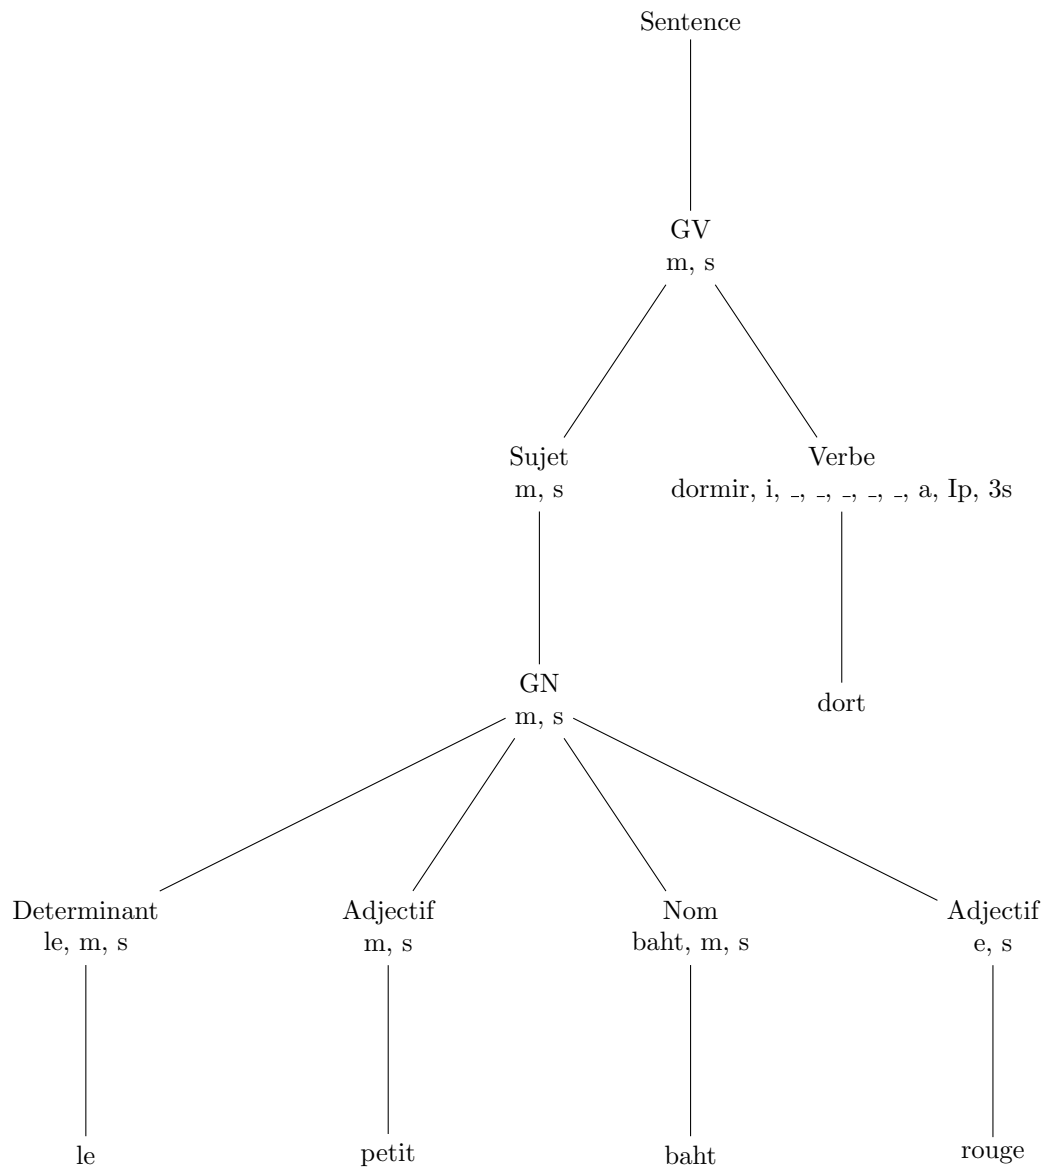 Sentence
GV
m, s
Sujet
m, s
Verbe
dormir, i, _, _, _, _, _, a, Ip, 3s
GN
m, s
dort
Determinant
le, m, s
Adjectif
m, s
Nom
baht, m, s
Adjectif
e, s
le
petit
baht
rouge